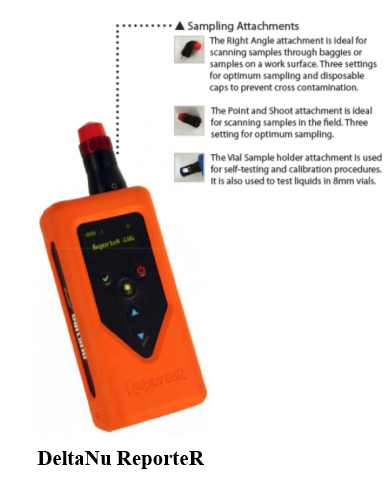 ▲ Sampling Attachments
The Right Angle attachment is ideal for
scanning samples through baggies or
samples on a work surface. Three settings
for optimum sampling and disposable
caps to prevent cross contamination.
The Point and Shoot attachment is ideal
for scanning samples in the field. Three
setting for optimum sampling.
The Vial Sample holder attachment is used
for self-testing and calibration procedures.
It is also used to test liquids in 8mm vials.
ReporteR
ReporteR
DeltaNu ReporteR